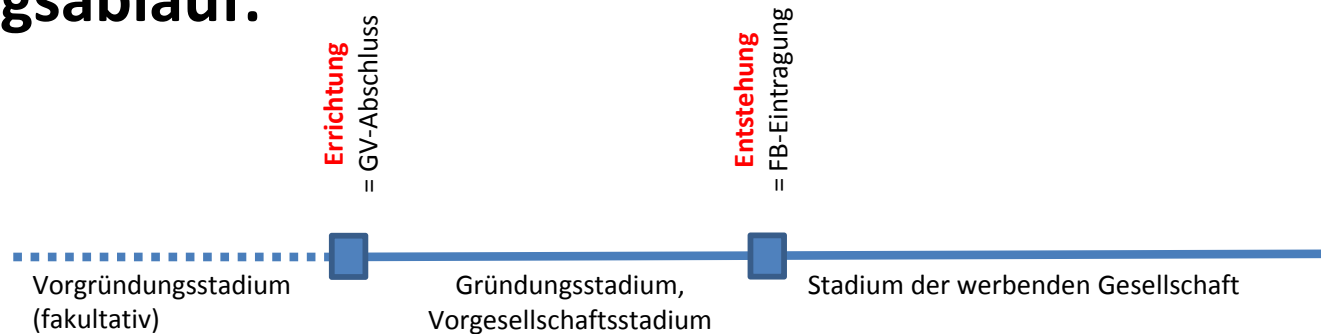 gsablauf:
Errichtung
= GV-Abschluss
Entstehung
= FB-Eintragung
Vorgründungsstadium
(fakultativ)
Gründungsstadium,
Vorgesellschaftsstadium
Stadium der werbenden Gesellschaft